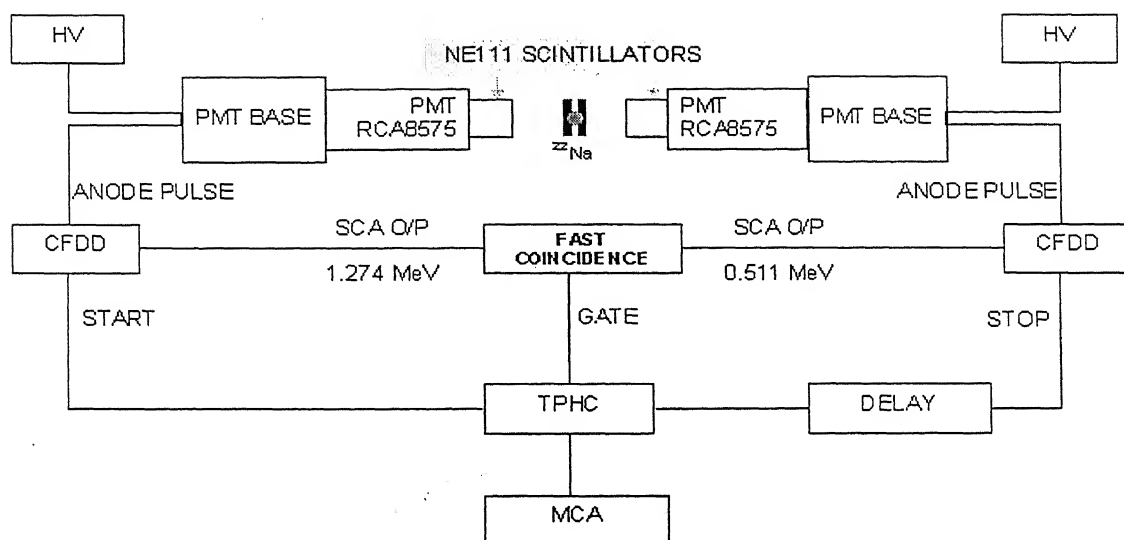 HV
HV
NE111 SCINTILLATORS
PMT BASE
PMT
RCA8575
PMT
RCA8575
PMT BASE
22Na
ANODE PULSE
ANODE PULSE
CFDD
SCA O/P
FAST
COINCIDENCE
SCA O/P
CFDD
1.274 MeV
0.511 MeV
START
GATE
STOP
TPHC
DELAY
MCA